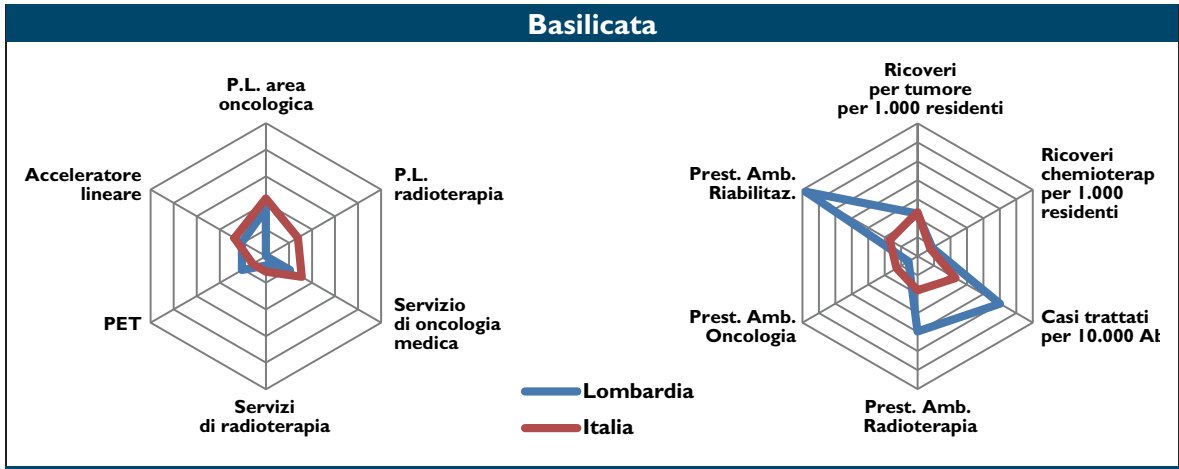 Basilicata
P.L. area
oncologica
P.L.
radioterapia
Servizio
di oncologia
medica
Servizi
di radioterapia
PET
Acceleratore
lineare
Ricoveri
per tumore
per 1.000 residenti
Ricoveri
chemioterap
per 1.000
residenti
Casi trattati
per 10.000 Ab
Prest. Amb.
Radioterapia
Prest. Amb.
Oncologia
Prest. Amb.
Riabilitaz.
Lombardia
Italia